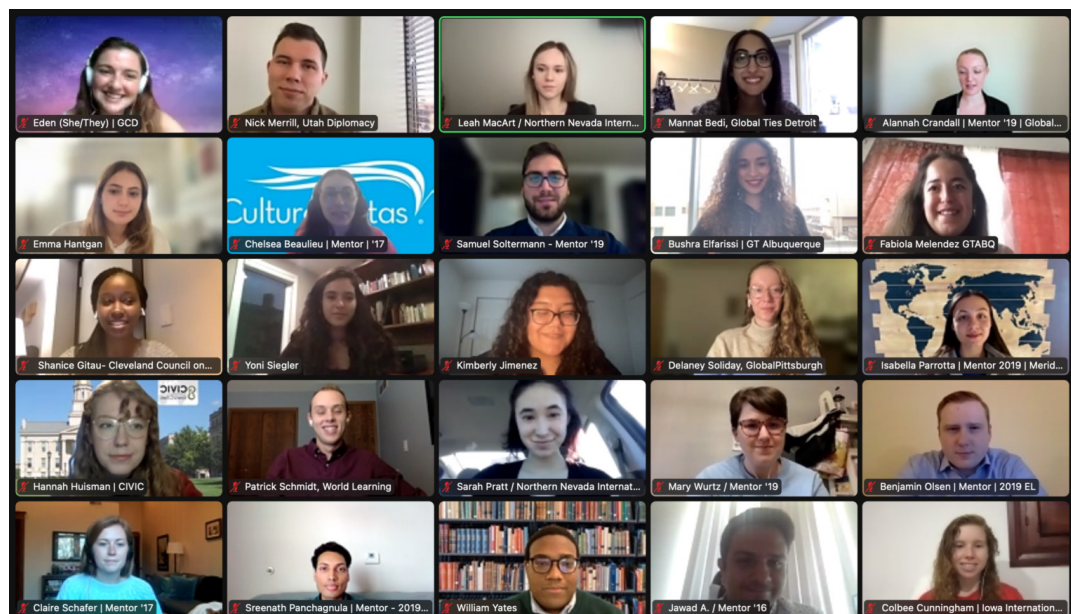 Eden (She/They) | GCD
Nick Merrill, Utah Diplomacy
Leah MacArt / Northern Nevada Intern...
Mannat Bedi, Global Ties Detroit
Alannah Crandall | Mentor '19 | Global...
Emma Hantgan
Cultur
tas
Chelsea Beaulieu | Mentor | '17
Samuel Soltermann - Mentor '19
Bushra Elfarissi | GT Albuquerque
Fabiola Melendez GTABQ
Shanice Gitau- Cleveland Council on...
Yoni Siegler
Kimberly Jimenez
Delaney Soliday, GlobalPittsburgh
Isabella Parrotta | Mentor 2019 | Merid...
CIVIC
Hannah Huisman | CIVIC
Patrick Schmidt, World Learning
Sarah Pratt / Northern Nevada Internat...
Mary Wurtz / Mentor '19
Benjamin Olsen | Mentor | 2019 EL
Claire Schafer / Mentor '17
Sreenath Panchagnula | Mentor - 2019...
William Yates
Jawad A. / Mentor '16
Colbee Cunningham | Iowa Internation...